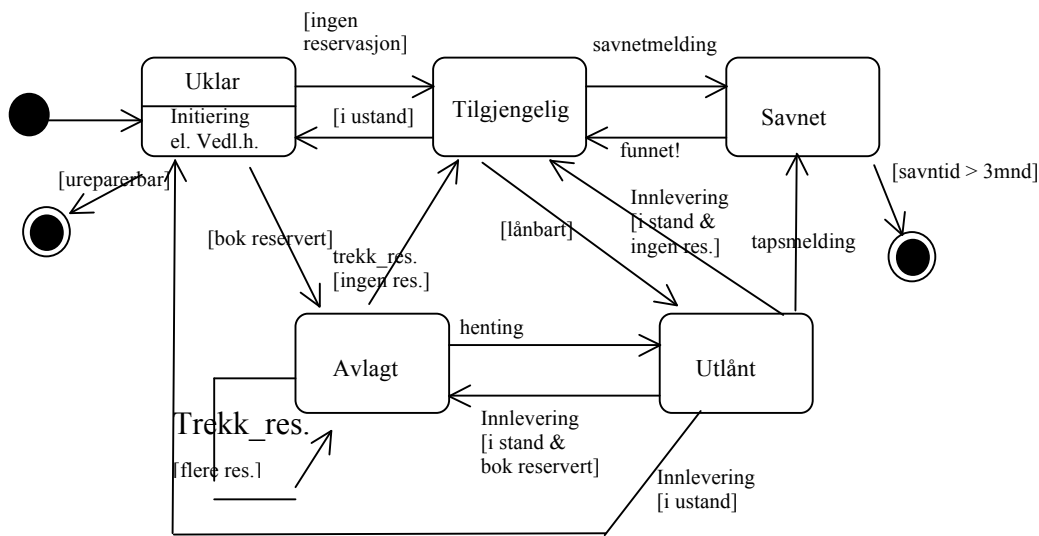 [ingen
reservasjon]
savnetmelding
Uklar
Initiering
el. Vedl.h.
[i ustand]
Tilgjengelig
Savnet
funnet!
[ureparerbar]
[savntid > 3mnd]
Innlevering
[i stand &
ingen res.]
[lånbart]
[bok reservert]
trekk_res.
[ingen res.]
tapsmelding
henting
Avlagt
Utlånt
Innlevering
[i stand &
bok reservert]
Trekk_res.
[flere res.]
Innlevering
[i ustand]